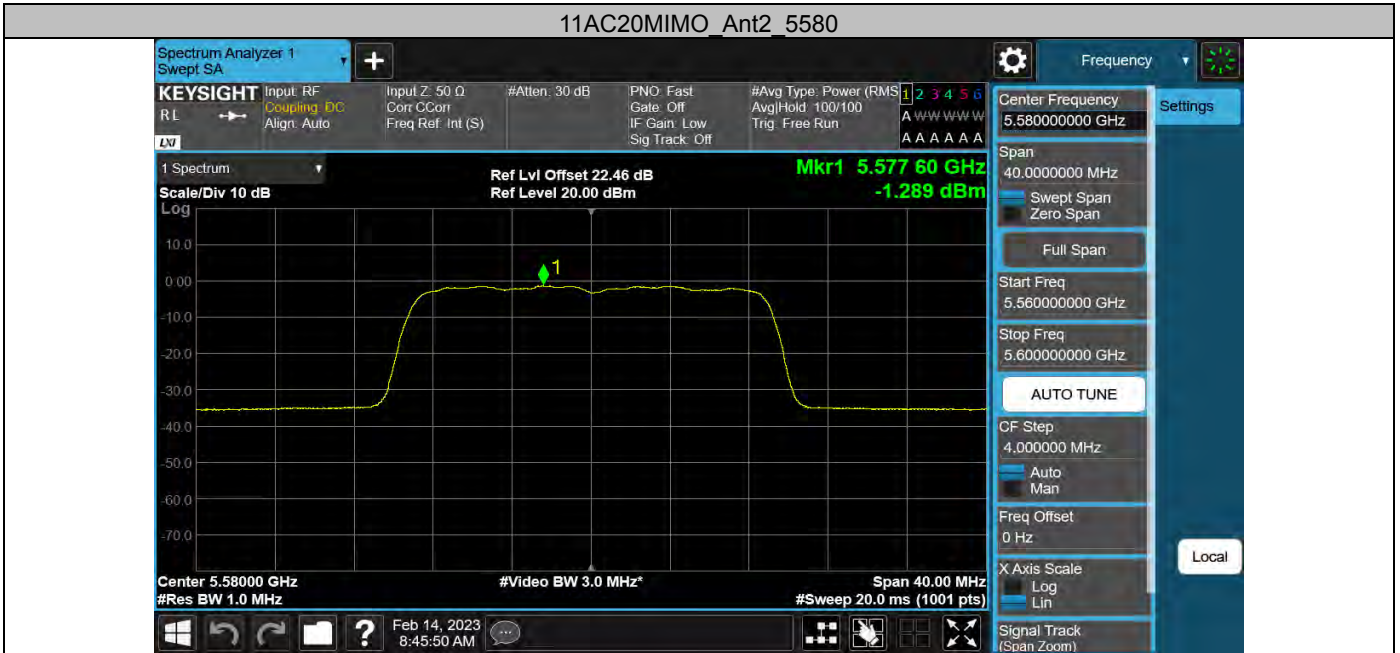 11AC20MIMO_Ant2_5580
Spectrum Analyzer 1
Swept SA
Frequency
KEYSIGHT
R L
LXI
Input: RF
Coupling: DC
Align: Auto
Input Z: 50 Ω
Corr CCorr
Freq Ref: Int (S)
#Atten: 30 dB
PNO: Fast
Gate: Off
IF Gain: Low
Sig Track: Off
#Avg Type: Power (RMS
Avg|Hold: 100/100
Trig: Free Run
1 2 3 4 5 6
A W W W W W
A A A A A A
1 Spectrum
Scale/Div 10 dB
Log
Ref Lvl Offset 22.46 dB
Ref Level 20.00 dBm
Mkr1 5.577 60 GHz
-1.289 dBm
10.0
0.00
-10.0
-20.0
-30.0
-40.0
-50.0
-60.0
-70.0
1
Center 5.58000 GHz
#Res BW 1.0 MHz
#Video BW 3.0 MHz*
Span 40.00 MHz
#Sweep 20.0 ms (1001 pts)
Feb 14, 2023
8:45:50 AM
Center Frequency
5.580000000 GHz
Span
40.0000000 MHz
Swept Span
Zero Span
Full Span
Start Freq
5.560000000 GHz
Stop Freq
5.600000000 GHz
AUTO TUNE
CF Step
4.000000 MHz
Auto
Man
Freq Offset
0 Hz
X Axis Scale
Log
Lin
Signal Track
(Span Zoom)
Settings
Local